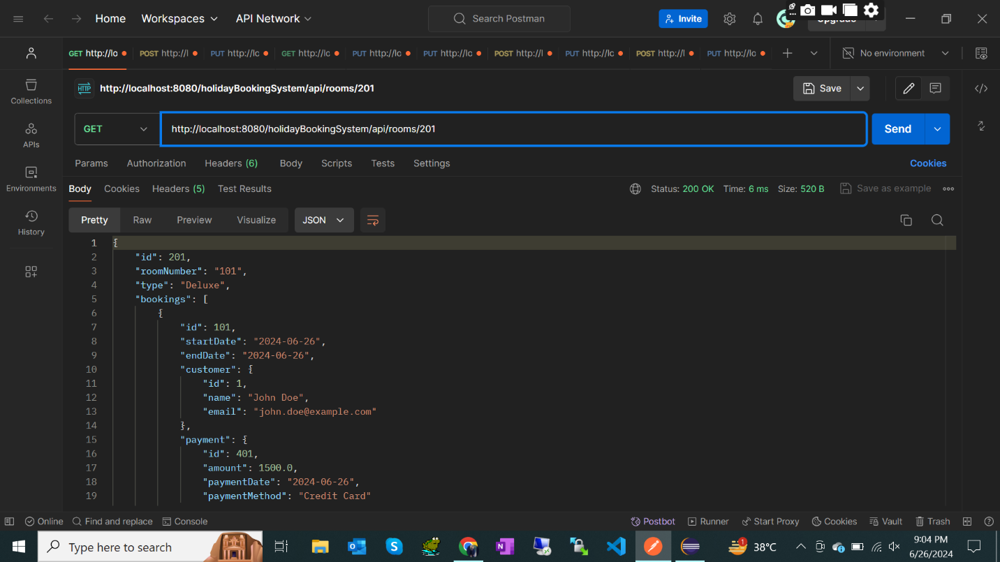 Home Workspaces API Network Search Postman Invite Upgrade
GET http://lo POST http://l PUT http://lo GET http://lo PUT http://lo PUT http://lo POST http://l PUT http://lo POST http://l PUT http://lo No environment
HTTP http://localhost:8080/holidayBookingSystem/api/rooms/201 Save
GET http://localhost:8080/holidayBookingSystem/api/rooms/201 Send
Collections
APIs
Environments
History
Params Authorization Headers (6) Body Scripts Tests Settings Cookies
Body Cookies Headers (5) Test Results Status: 200 OK Time: 6 ms Size: 520 B Save as example
Pretty Raw Preview Visualize JSON
1 {
2 "id": 201,
3 "roomNumber": "101",
4 "type": "Deluxe",
5 "bookings": [
6 {
7 "id": 101,
8 "startDate": "2024-06-26",
9 "endDate": "2024-06-26",
10 "customer": {
11 "id": 1,
12 "name": "John Doe",
13 "email": "john.doe@example.com"
14 },
15 "payment": {
16 "id": 401,
17 "amount": 1500.0,
18 "paymentDate": "2024-06-26",
19 "paymentMethod": "Credit Card"
Online Find and replace Console Postbot Runner Start Proxy Cookies Vault Trash
Type here to search 1 38°C 9:04 PM
6/26/2024